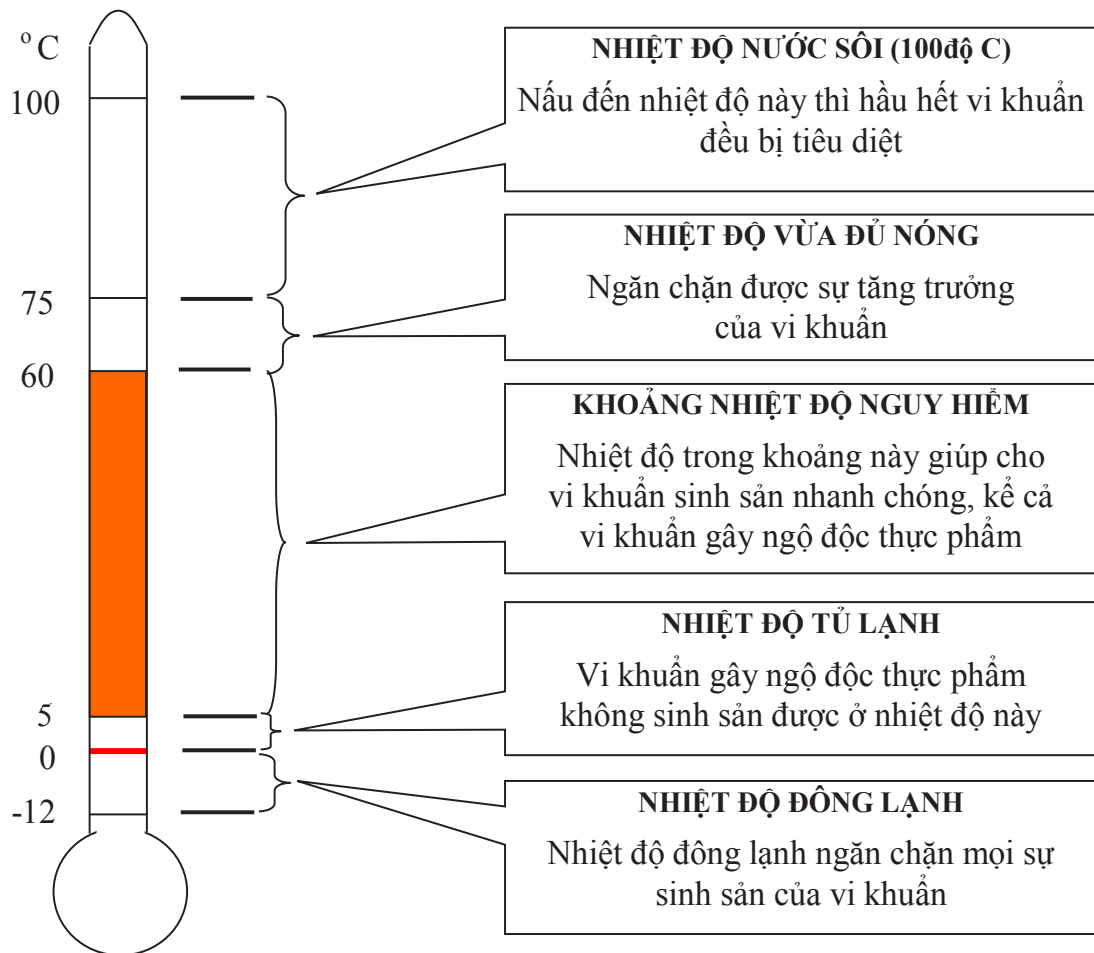 ° C
100
75
60
5
0
-12
NHIỆT ĐỘ NƯỚC SÔI (100độ C)
Nấu đến nhiệt độ này thì hầu hết vi khuẩn
đều bị tiêu diệt
NHIỆT ĐỘ VỪA ĐỦ NÓNG
Ngăn chặn được sự tăng trưởng
của vi khuẩn
KHOẢNG NHIỆT ĐỘ NGUY HIỂM
Nhiệt độ trong khoảng này giúp cho
vi khuẩn sinh sản nhanh chóng, kể cả
vi khuẩn gây ngộ độc thực phẩm
NHIỆT ĐỘ TỦ LẠNH
Vi khuẩn gây ngộ độc thực phẩm
không sinh sản được ở nhiệt độ này
NHIỆT ĐỘ ĐÔNG LẠNH
Nhiệt độ đông lạnh ngăn chặn mọi sự
sinh sản của vi khuẩn